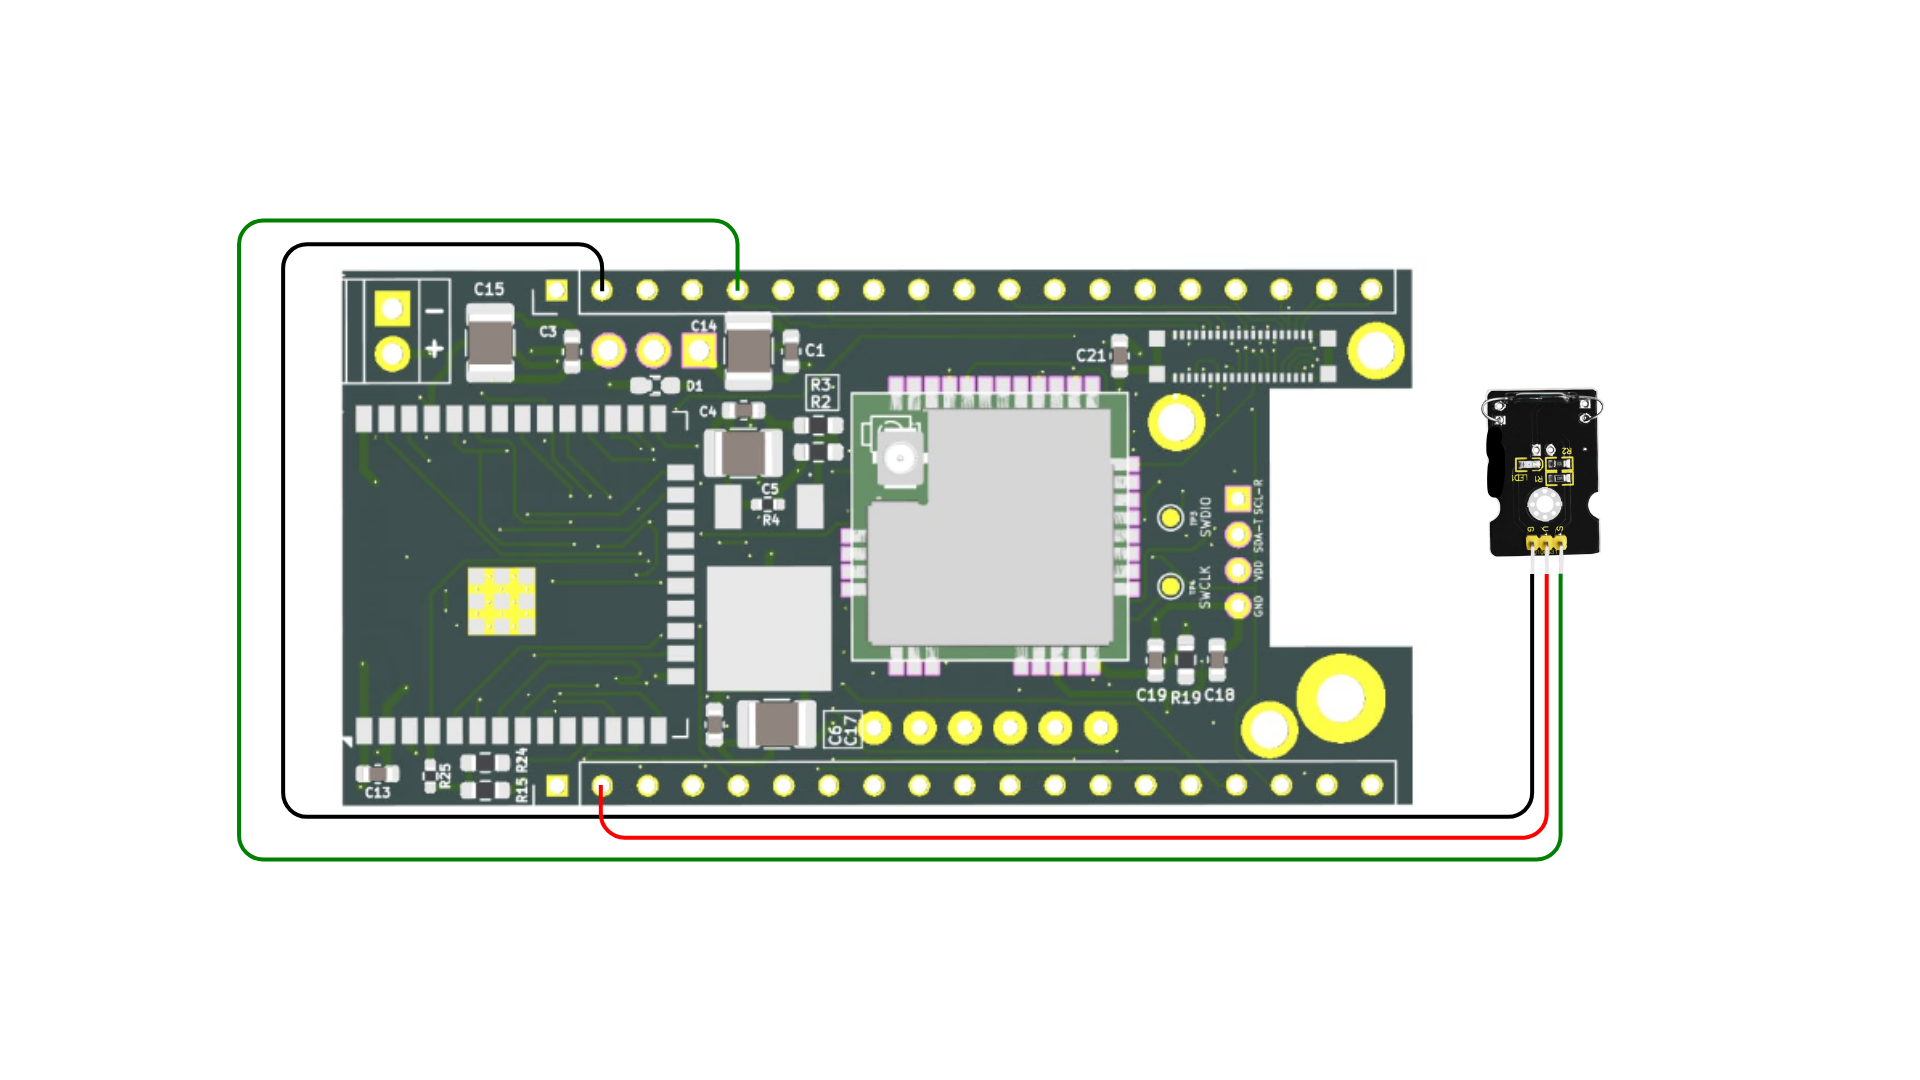 C15
−
+
C3
C14
D1
C1
C4
R3
R2
C5
R4
C21
TP3
SWDIO
SWCLK
SCL-R
SDA-T
VDD
GND
C19
R19
C18
C6
C17
C13
R25
R24
R15
R2
LED1
R1
G
V
S